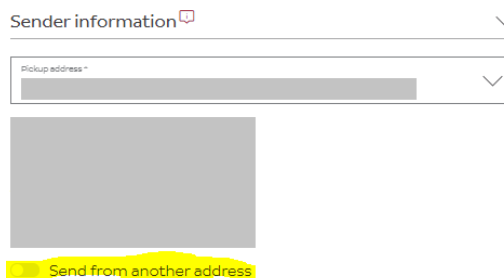 Sender information
Pickup address *
Send from another address